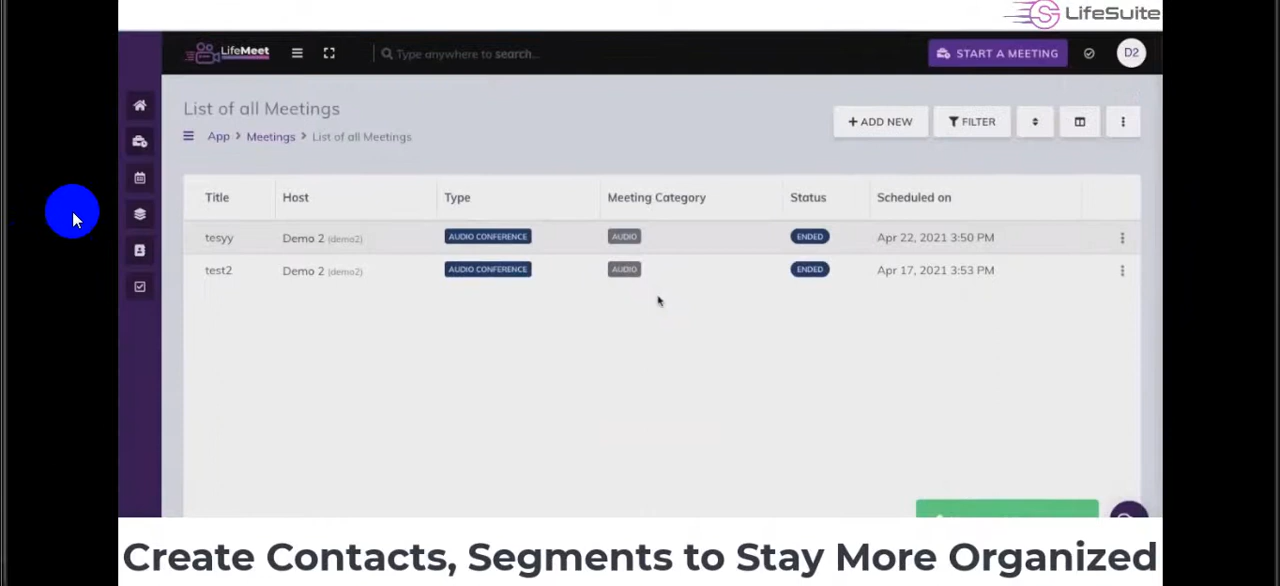 LifeSuite
LifeMeet
Type anywhere to search...
START A MEETING
D2
List of all Meetings
+ ADD NEW
FILTER
App > Meetings > List of all Meetings
Title Host Type Meeting Category Status Scheduled on
tesyy Demo 2 (demo2) AUDIO CONFERENCE AUDIO ENDED Apr 22, 2021 3:50 PM
test2 Demo 2 (demo2) AUDIO CONFERENCE AUDIO ENDED Apr 17, 2021 3:53 PM
Create Contacts, Segments to Stay More Organized